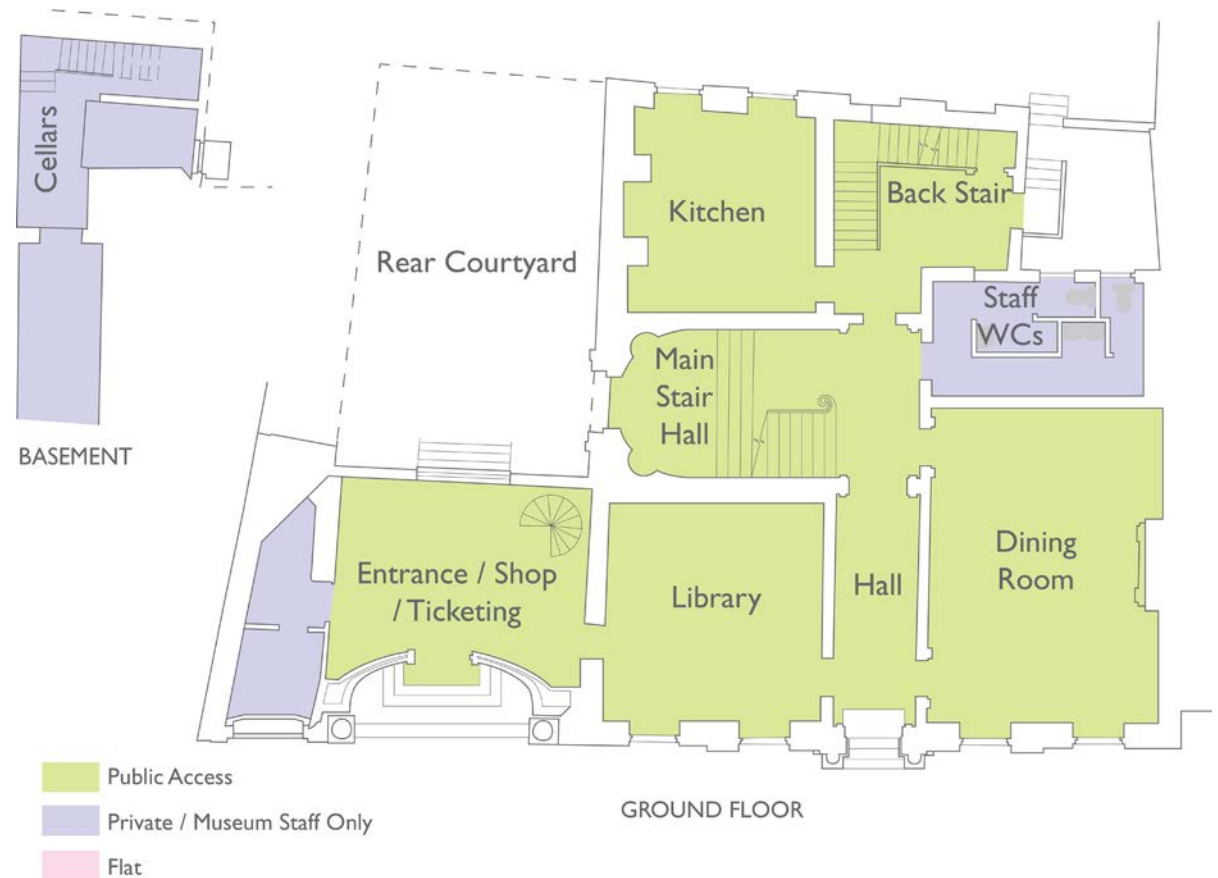 Cellars
BASEMENT
Rear Courtyard
Kitchen
Back Stair
Staff
WCs
Main
Stair
Hall
Entrance / Shop
/ Ticketing
Library
Hall
Dining
Room
GROUND FLOOR
Public Access
Private / Museum Staff Only
Flat